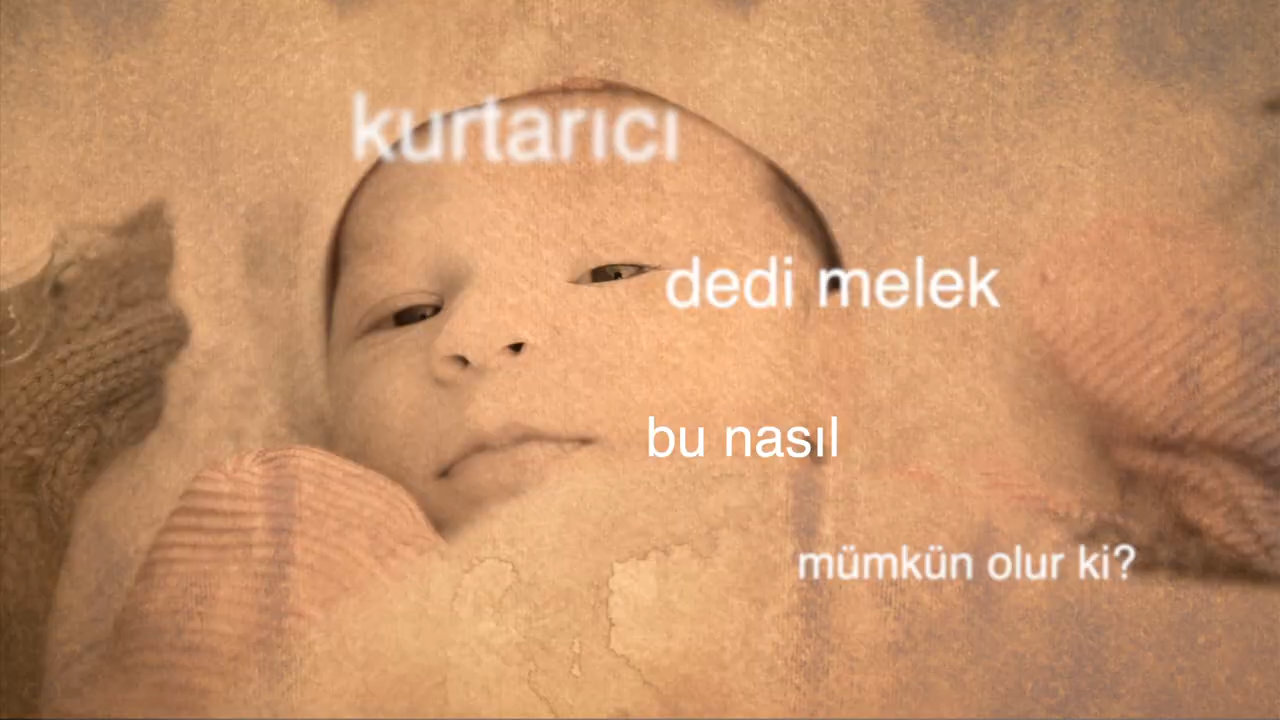 kurtarıcı
dedi melek
bu nasıl
mümkün olur ki?